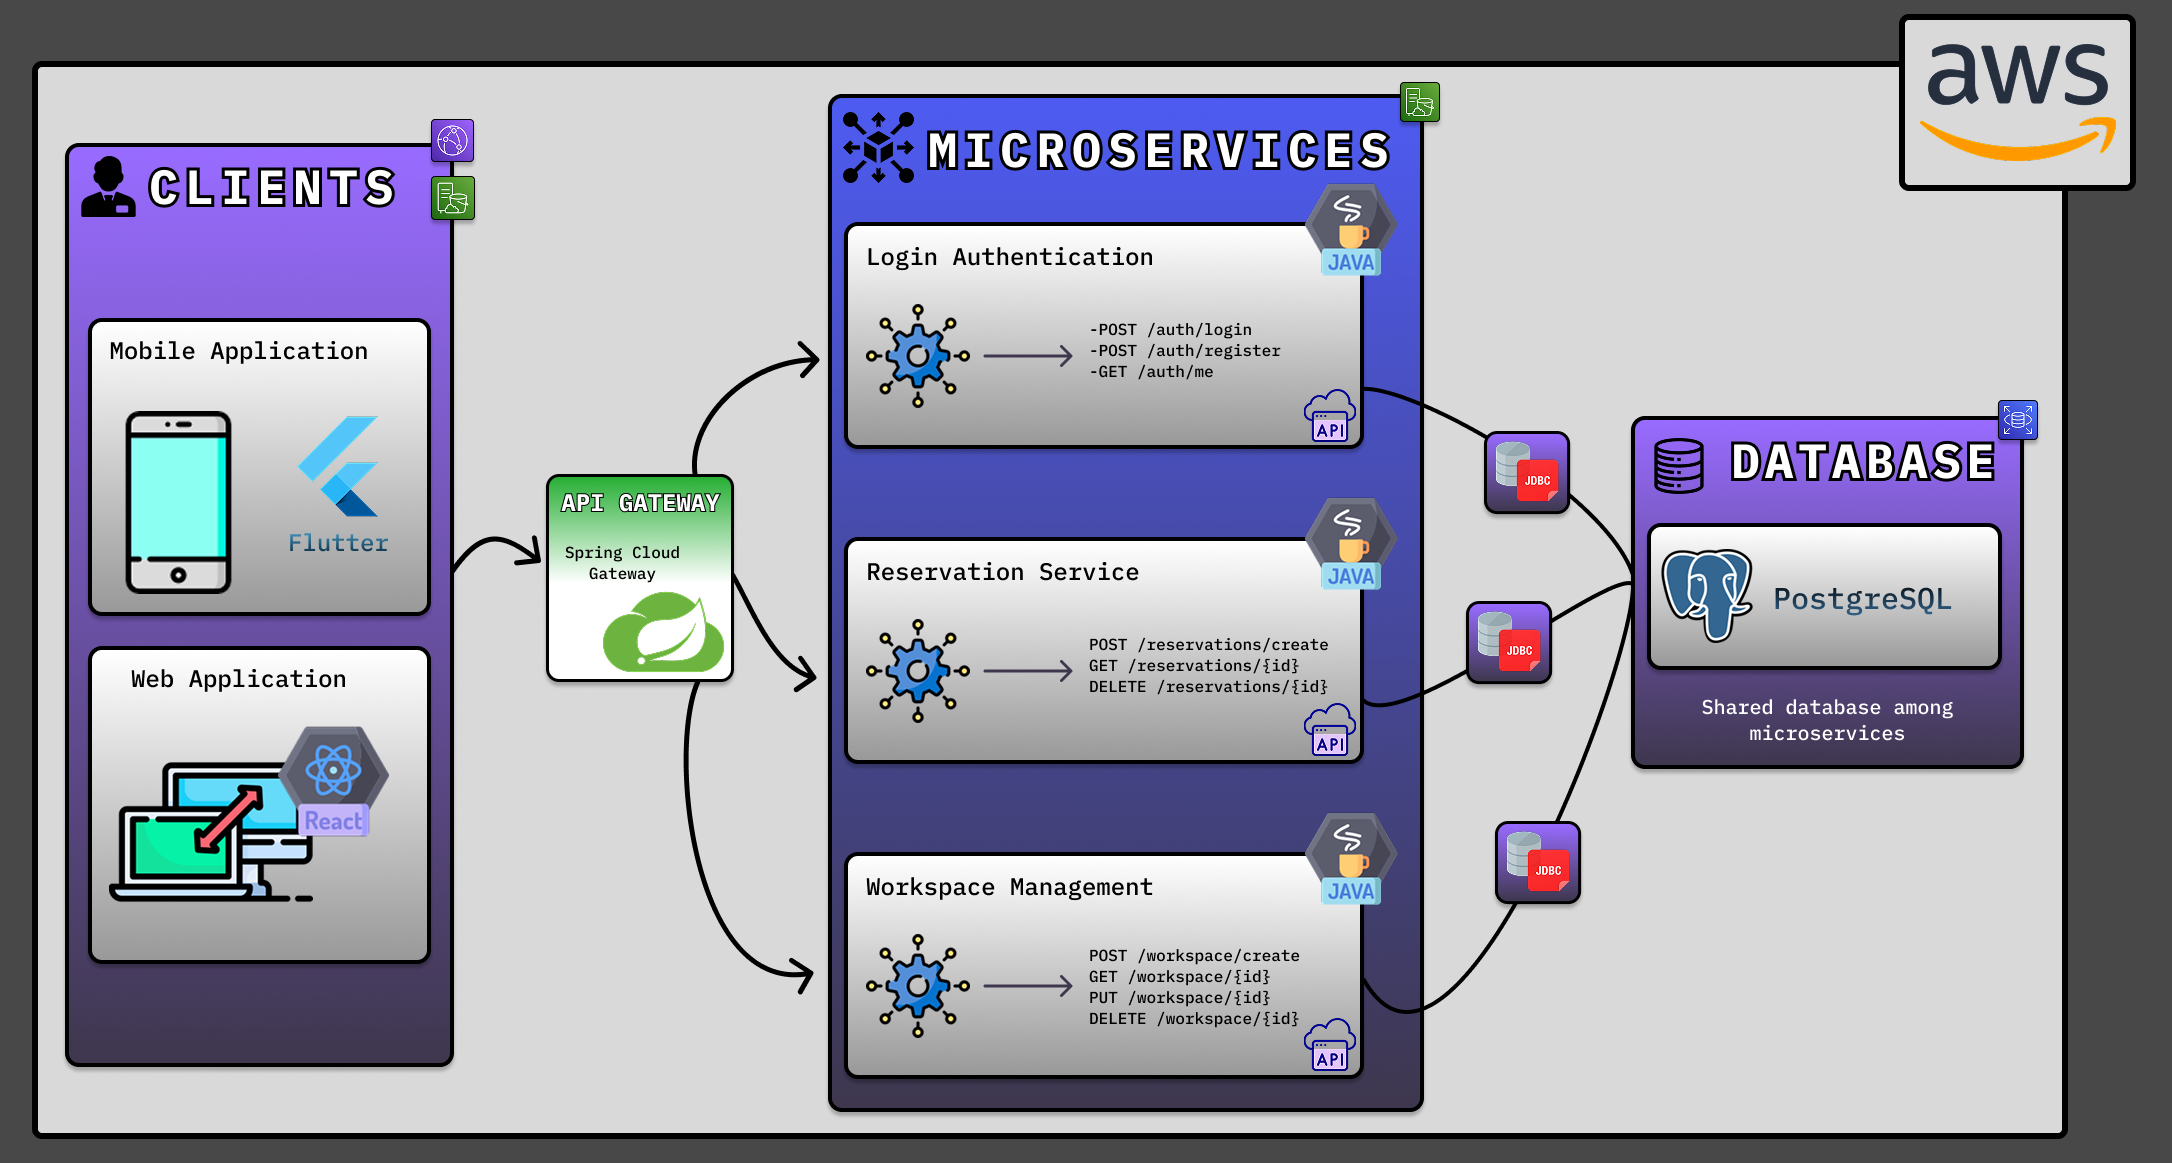 aws
CLIENTS
Mobile Application
Flutter
Web Application
React
API GATEWAY
Spring Cloud
Gateway
MICROSERVICES
Login Authentication
JAVA
-POST /auth/login
-POST /auth/register
-GET /auth/me
API
Reservation Service
JAVA
POST /reservations/create
GET /reservations/{id}
DELETE /reservations/{id}
API
Workspace Management
JAVA
POST /workspace/create
GET /workspace/{id}
PUT /workspace/{id}
DELETE /workspace/{id}
API
JDBC
JDBC
JDBC
DATABASE
PostgreSQL
Shared database among
microservices